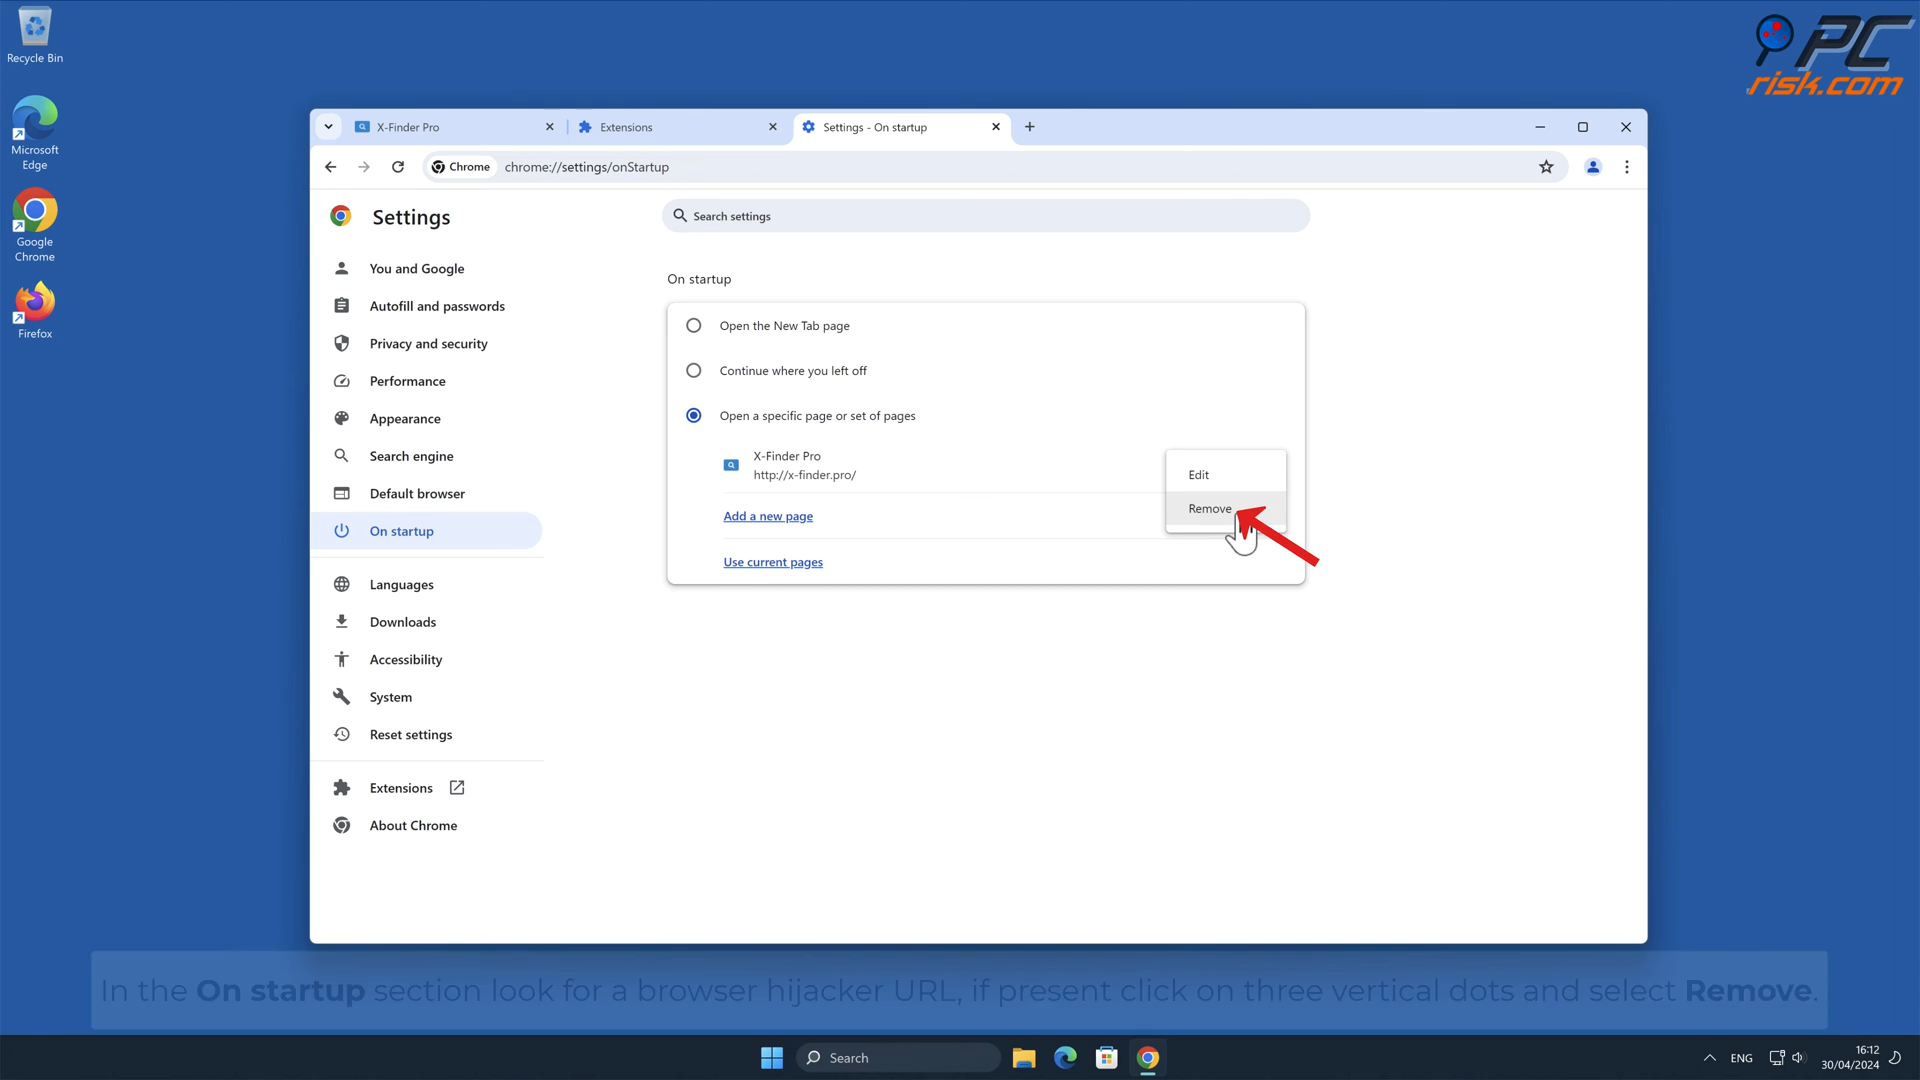 Recycle Bin
Microsoft
Edge
Google
Chrome
Firefox
PC
risk.com
X-Finder Pro
Extensions
Settings - On startup
Chrome
chrome://settings/onStartup
Settings
Search settings
You and Google
Autofill and passwords
Privacy and security
Performance
Appearance
Search engine
Default browser
On startup
Languages
Downloads
Accessibility
System
Reset settings
Extensions
About Chrome
On startup
Open the New Tab page
Continue where you left off
Open a specific page or set of pages
X-Finder Pro
http://x-finder.pro/
Edit
Remove
Add a new page
Use current pages
In the On startup section look for a browser hijacker URL, if present click on three vertical dots and select Remove.
Search
ENG
16:12
30/04/2024